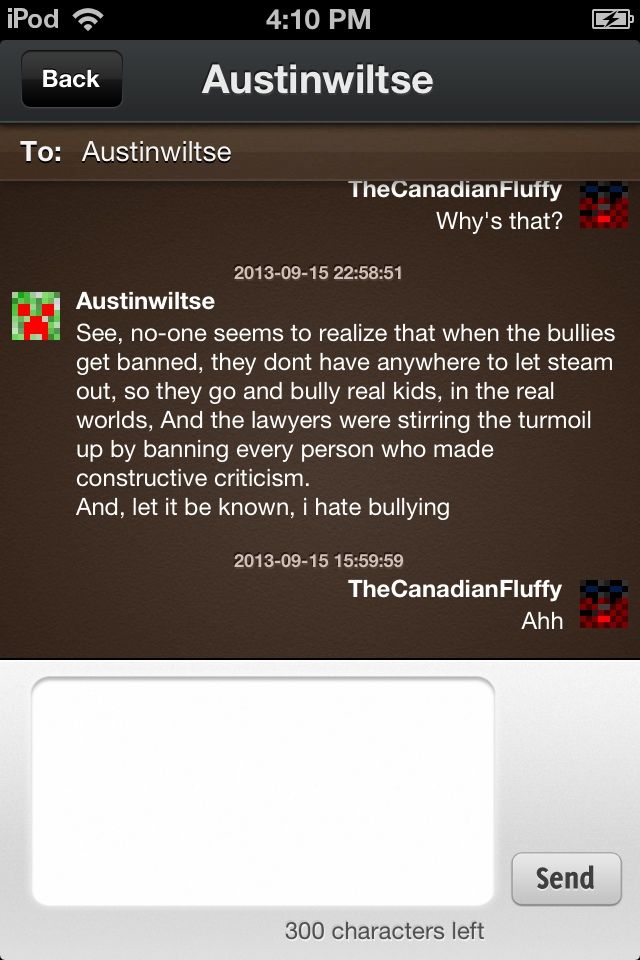 iPod 4:10 PM
Back Austinwiltse
To: Austinwiltse
TheCanadianFluffy
Why's that?
2013-09-15 22:58:51
Austinwiltse
See, no-one seems to realize that when the bullies
get banned, they dont have anywhere to let steam
out, so they go and bully real kids, in the real
worlds, And the lawyers were stirring the turmoil
up by banning every person who made
constructive criticism.
And, let it be known, i hate bullying
2013-09-15 15:59:59
TheCanadianFluffy
Ahh
Send
300 characters left